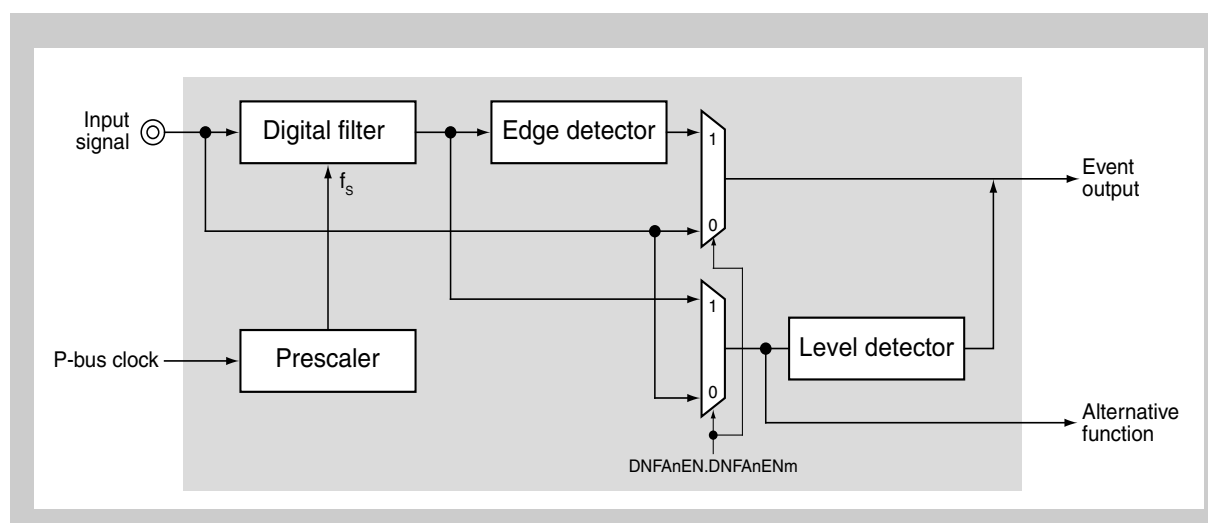 Input
signal
Digital filter
Edge detector
1
0
Event
output
fs
P-bus clock
Prescaler
1
0
Level detector
Alternative
function
DNFAnEN.DNFAnENm